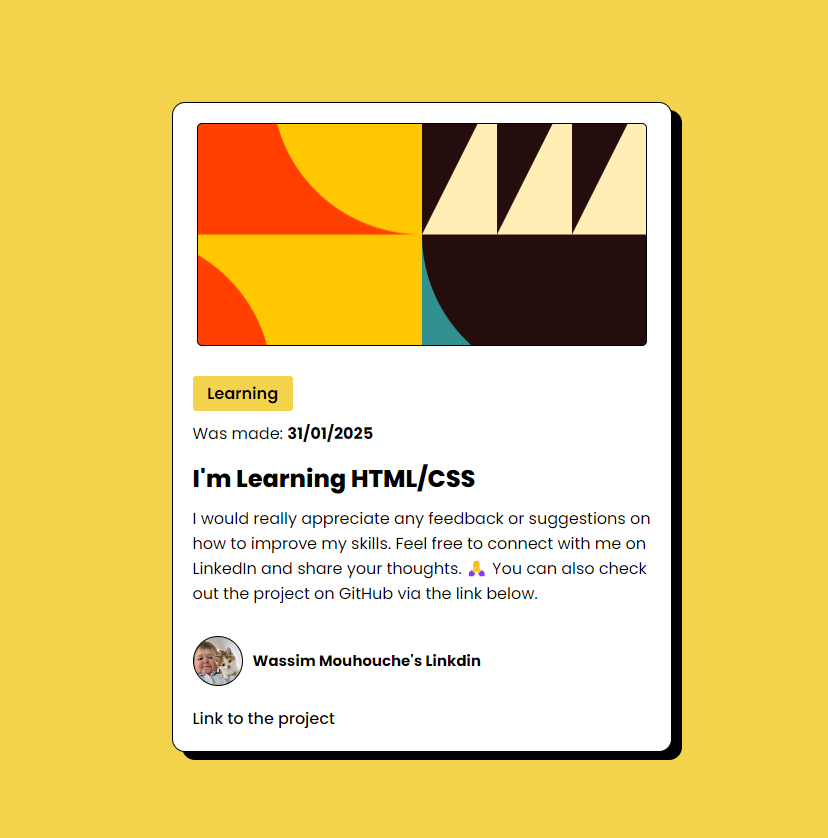 Learning
Was made: 31/01/2025
I'm Learning HTML/CSS
I would really appreciate any feedback or suggestions on
how to improve my skills. Feel free to connect with me on
LinkedIn and share your thoughts. 🙏 You can also check
out the project on GitHub via the link below.
Wassim Mouhouche's Linkdin
Link to the project